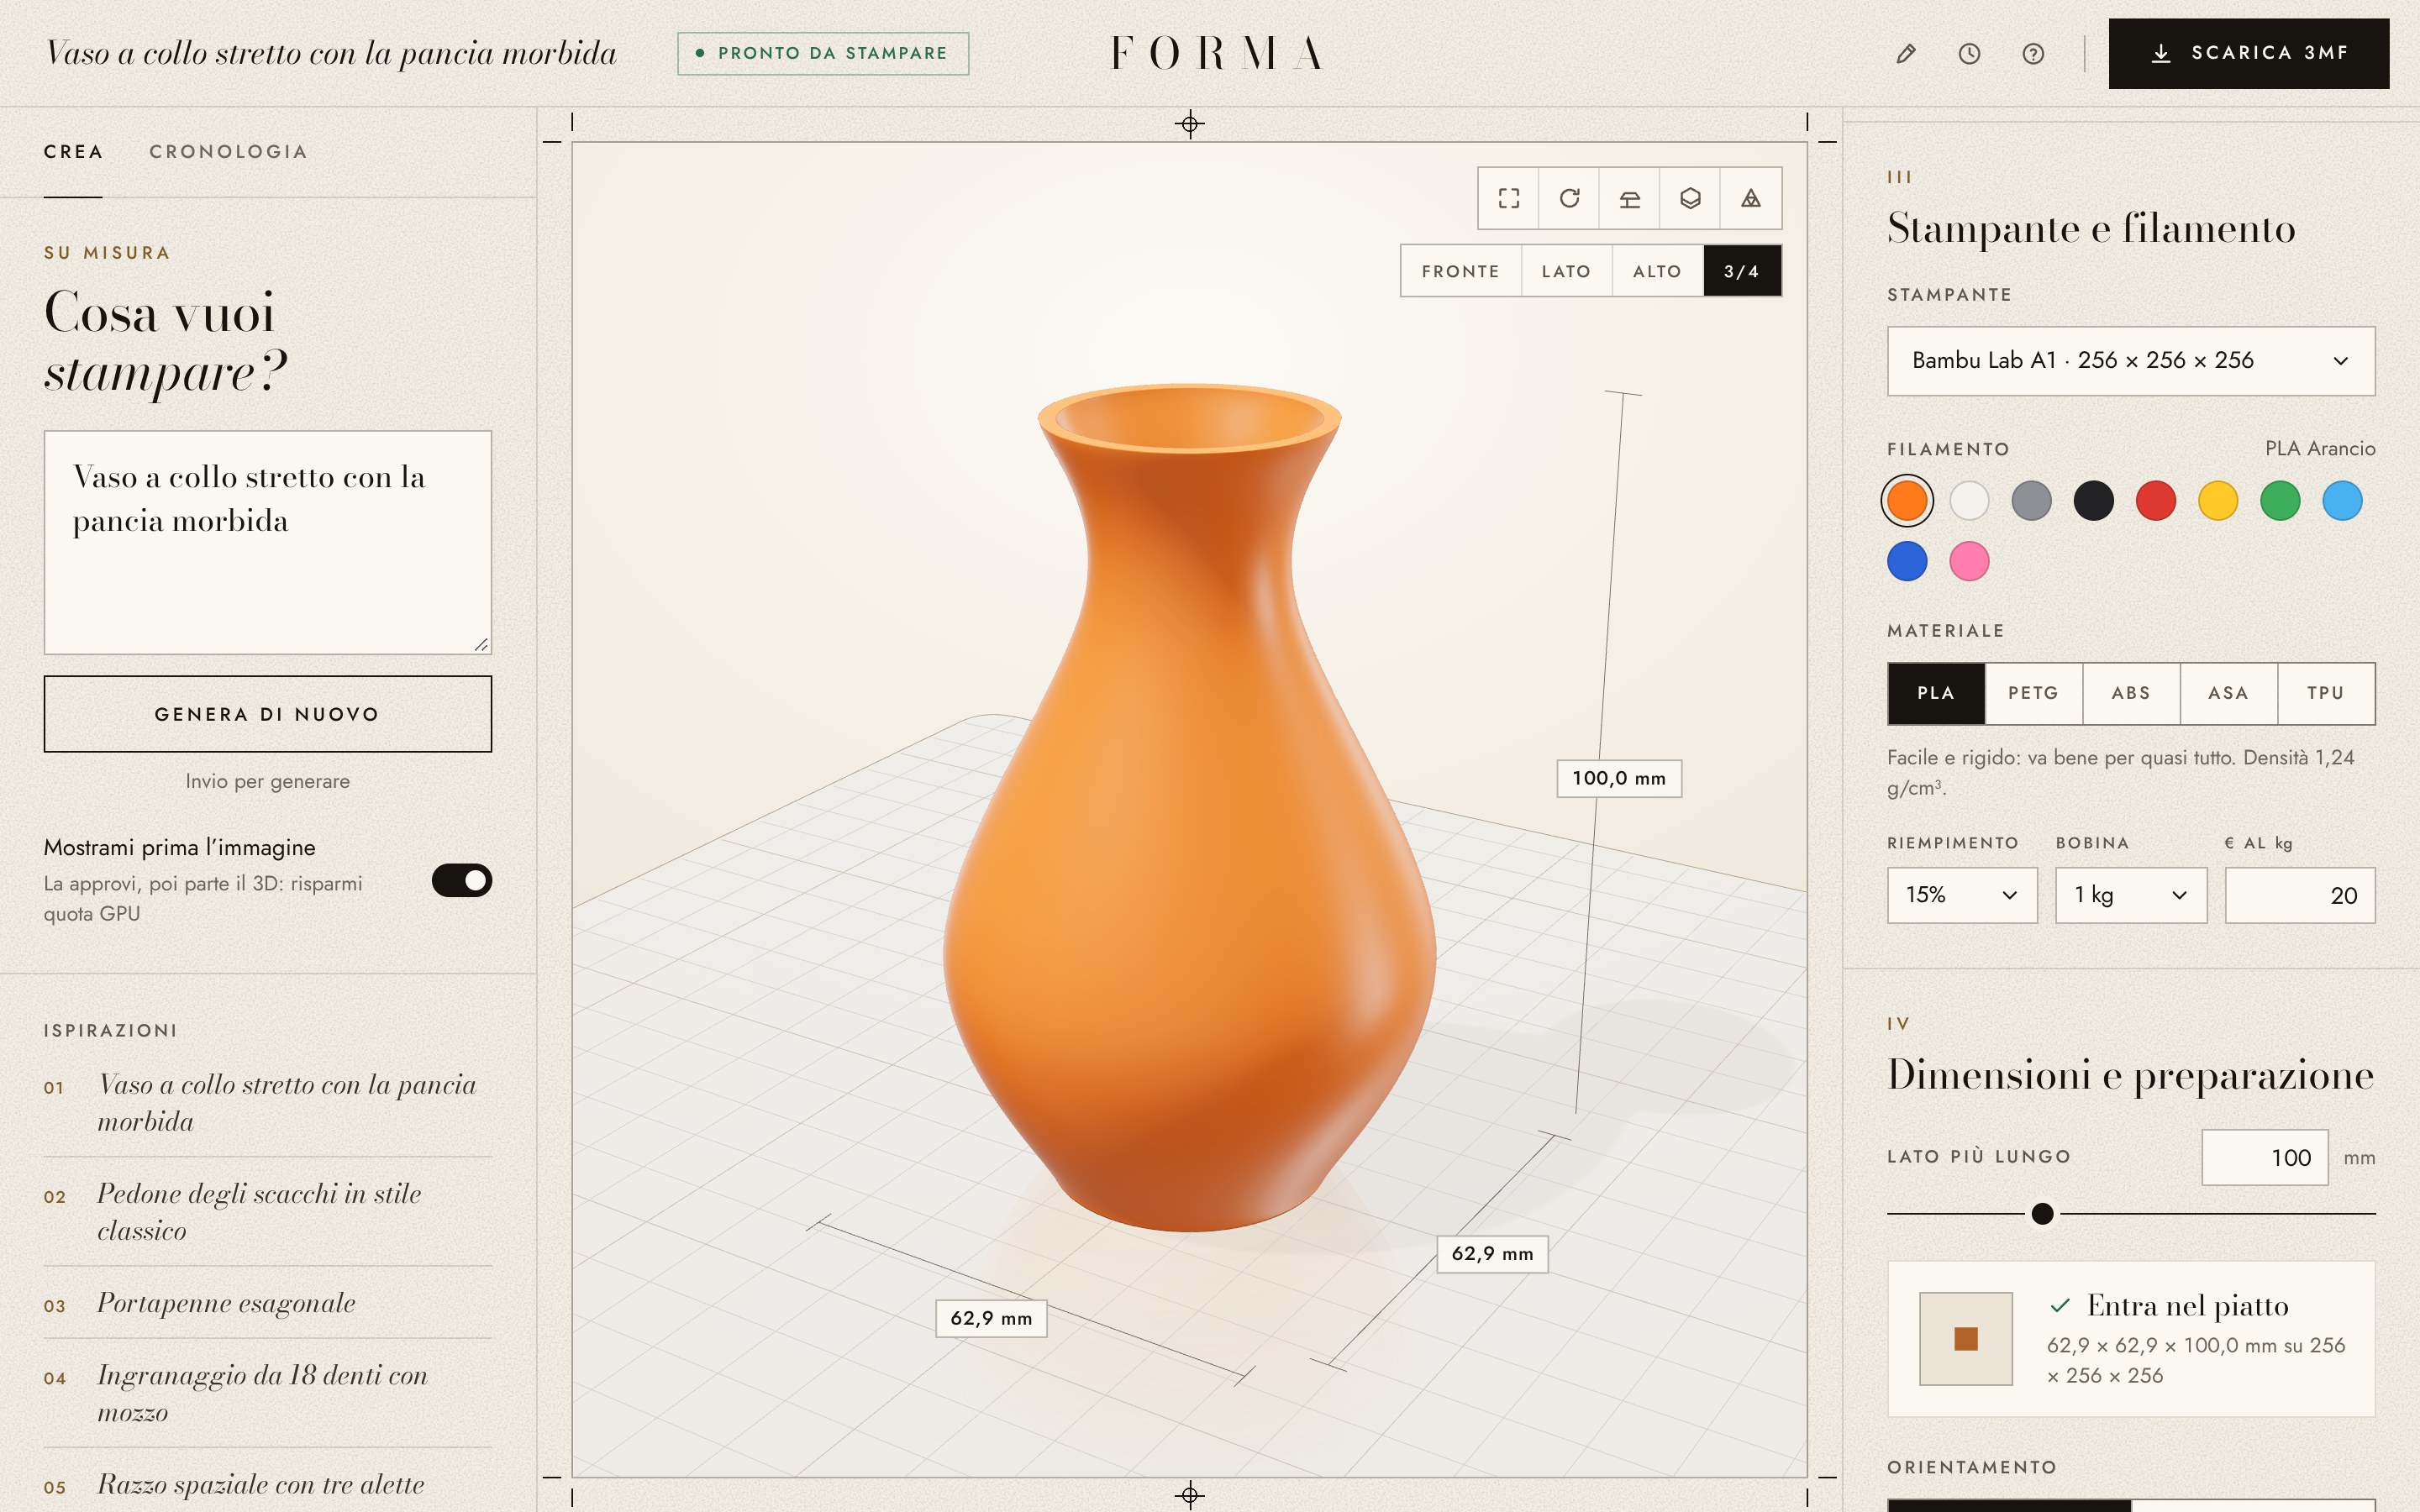 Vaso a collo stretto con la pancia morbida
PRONTO DA STAMPARE
FORMA
SCARICA 3MF
CREA
CRONOLOGIA
SU MISURA
Cosa vuoi
stampare?
Vaso a collo stretto con la
pancia morbida
GENERA DI NUOVO
Invio per generare
Mostrami prima l’immagine
La approvi, poi parte il 3D: risparmi
quota GPU
ISPIRAZIONI
01 Vaso a collo stretto con la pancia
morbida
02 Pedone degli scacchi in stile
classico
03 Portapenne esagonale
04 Ingranaggio da 18 denti con
mozzo
05 Razzo spaziale con tre alette
FRONTE LATO ALTO 3/4
100,0 mm
62,9 mm
62,9 mm
III
Stampante e filamento
STAMPANTE
Bambu Lab A1 · 256 × 256 × 256
FILAMENTO PLA Arancio
MATERIALE
PLA PETG ABS ASA TPU
Facile e rigido: va bene per quasi tutto. Densità 1,24
g/cm³.
RIEMPIMENTO BOBINA € AL kg
15% 1 kg 20
IV
Dimensioni e preparazione
LATO PIÙ LUNGO 100 mm
Entra nel piatto
62,9 × 62,9 × 100,0 mm su 256
× 256 × 256
ORIENTAMENTO